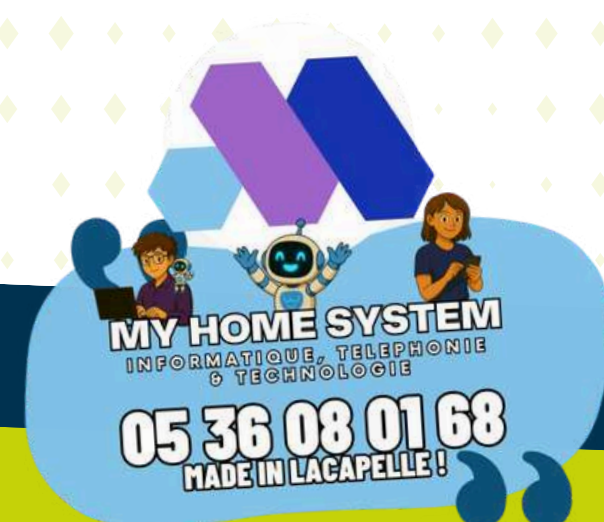 MY HOME SYSTEM
INFORMATIQUE, TELEPHONIE
& TECHNOLOGIE
05 36 08 01 68
MADE IN LACAPELLE !